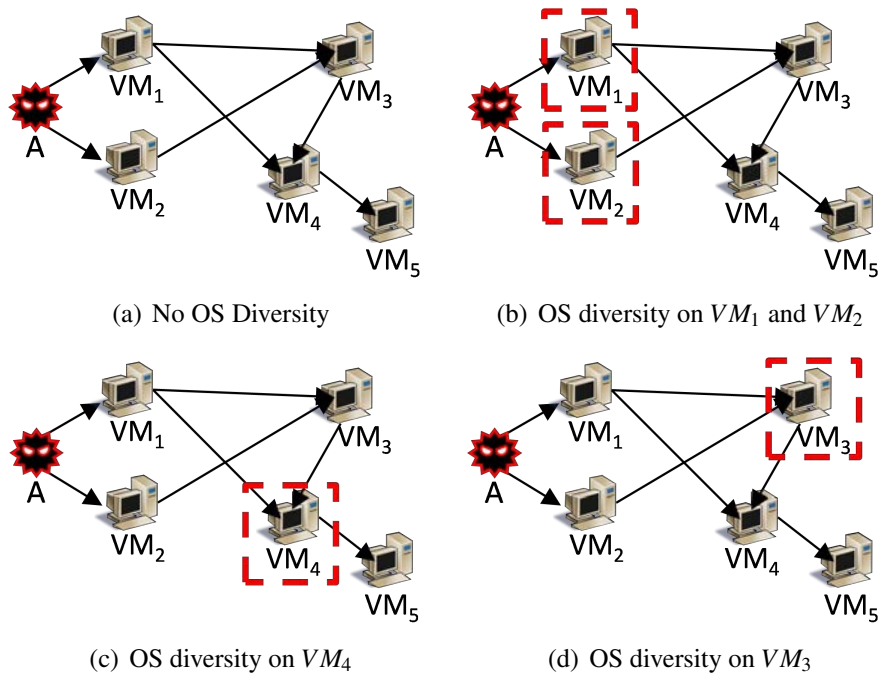 VM1
VM3
A
VM2
VM4
VM5
(a) No OS Diversity
VM1
VM3
A
VM2
VM4
VM5
(b) OS diversity on VM1 and VM2
VM1
VM3
A
VM2
VM4
VM5
(c) OS diversity on VM4
VM1
VM3
A
VM2
VM4
VM5
(d) OS diversity on VM3